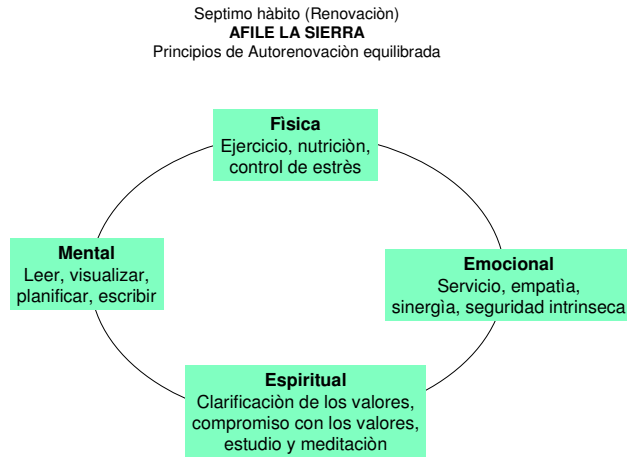 Septimo hàbito (Renovaciòn)
AFILE LA SIERRA
Principios de Autorenovaciòn equilibrada
Fìsica
Ejercicio, nutriciòn,
control de estrès
Mental
Leer, visualizar,
planificar, escribir
Emocional
Servicio, empatìa,
sinergìa, seguridad intrinseca
Espiritual
Clarificaciòn de los valores,
compromiso con los valores,
estudio y meditaciòn